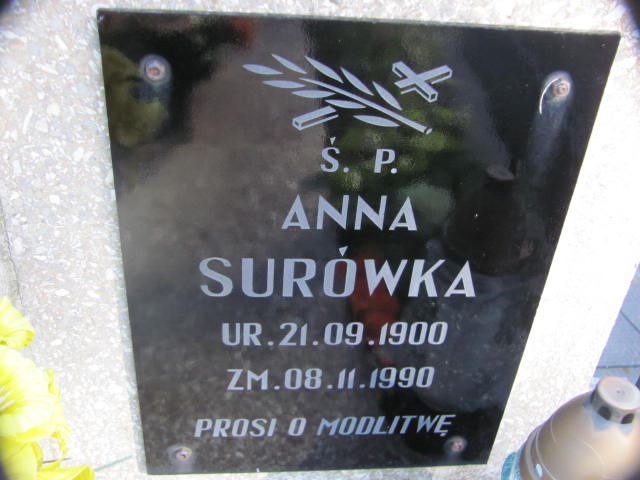 Ś. P.
ANNA
SURÓWKA
UR.21.09.1900
ZM.08.11.1990
PROSI O MODLITWĘ